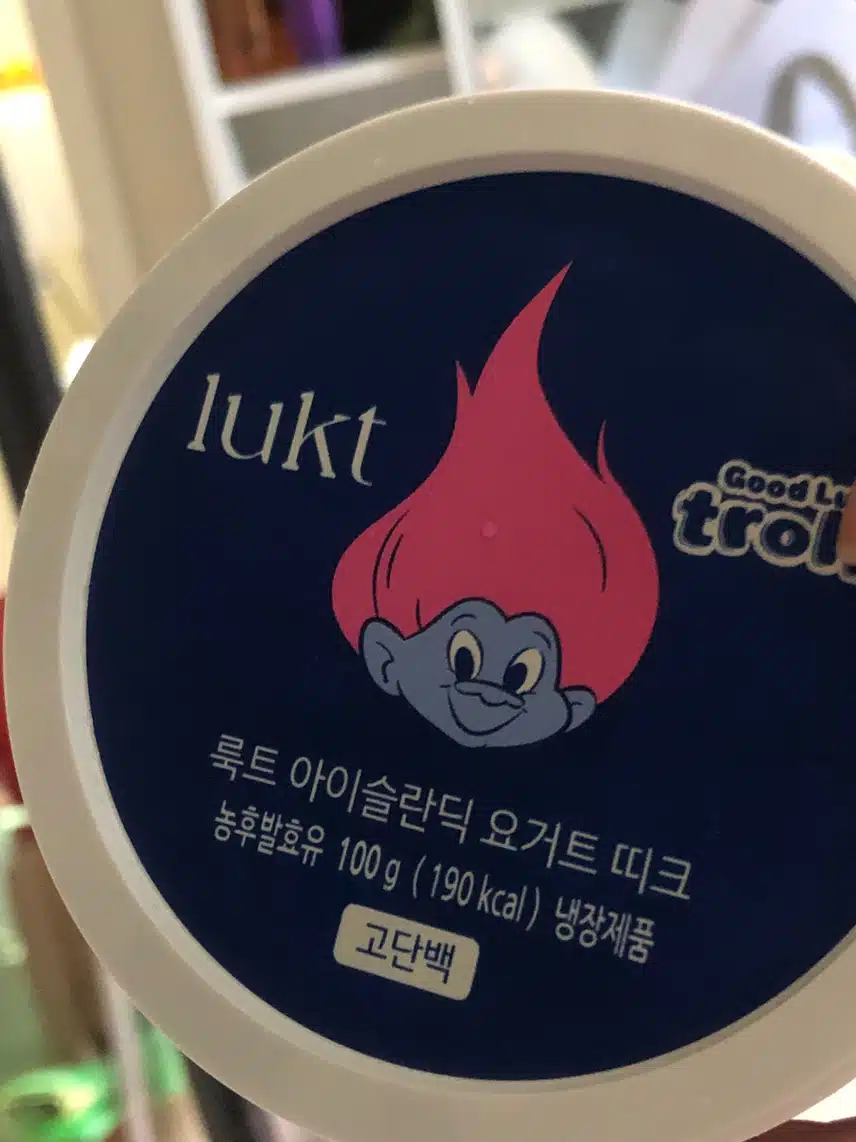 lukt
Good
룩트 아이슬란딕 요거트 띠크
농후발효유 100g (190 kcal) 냉장제품
고단백